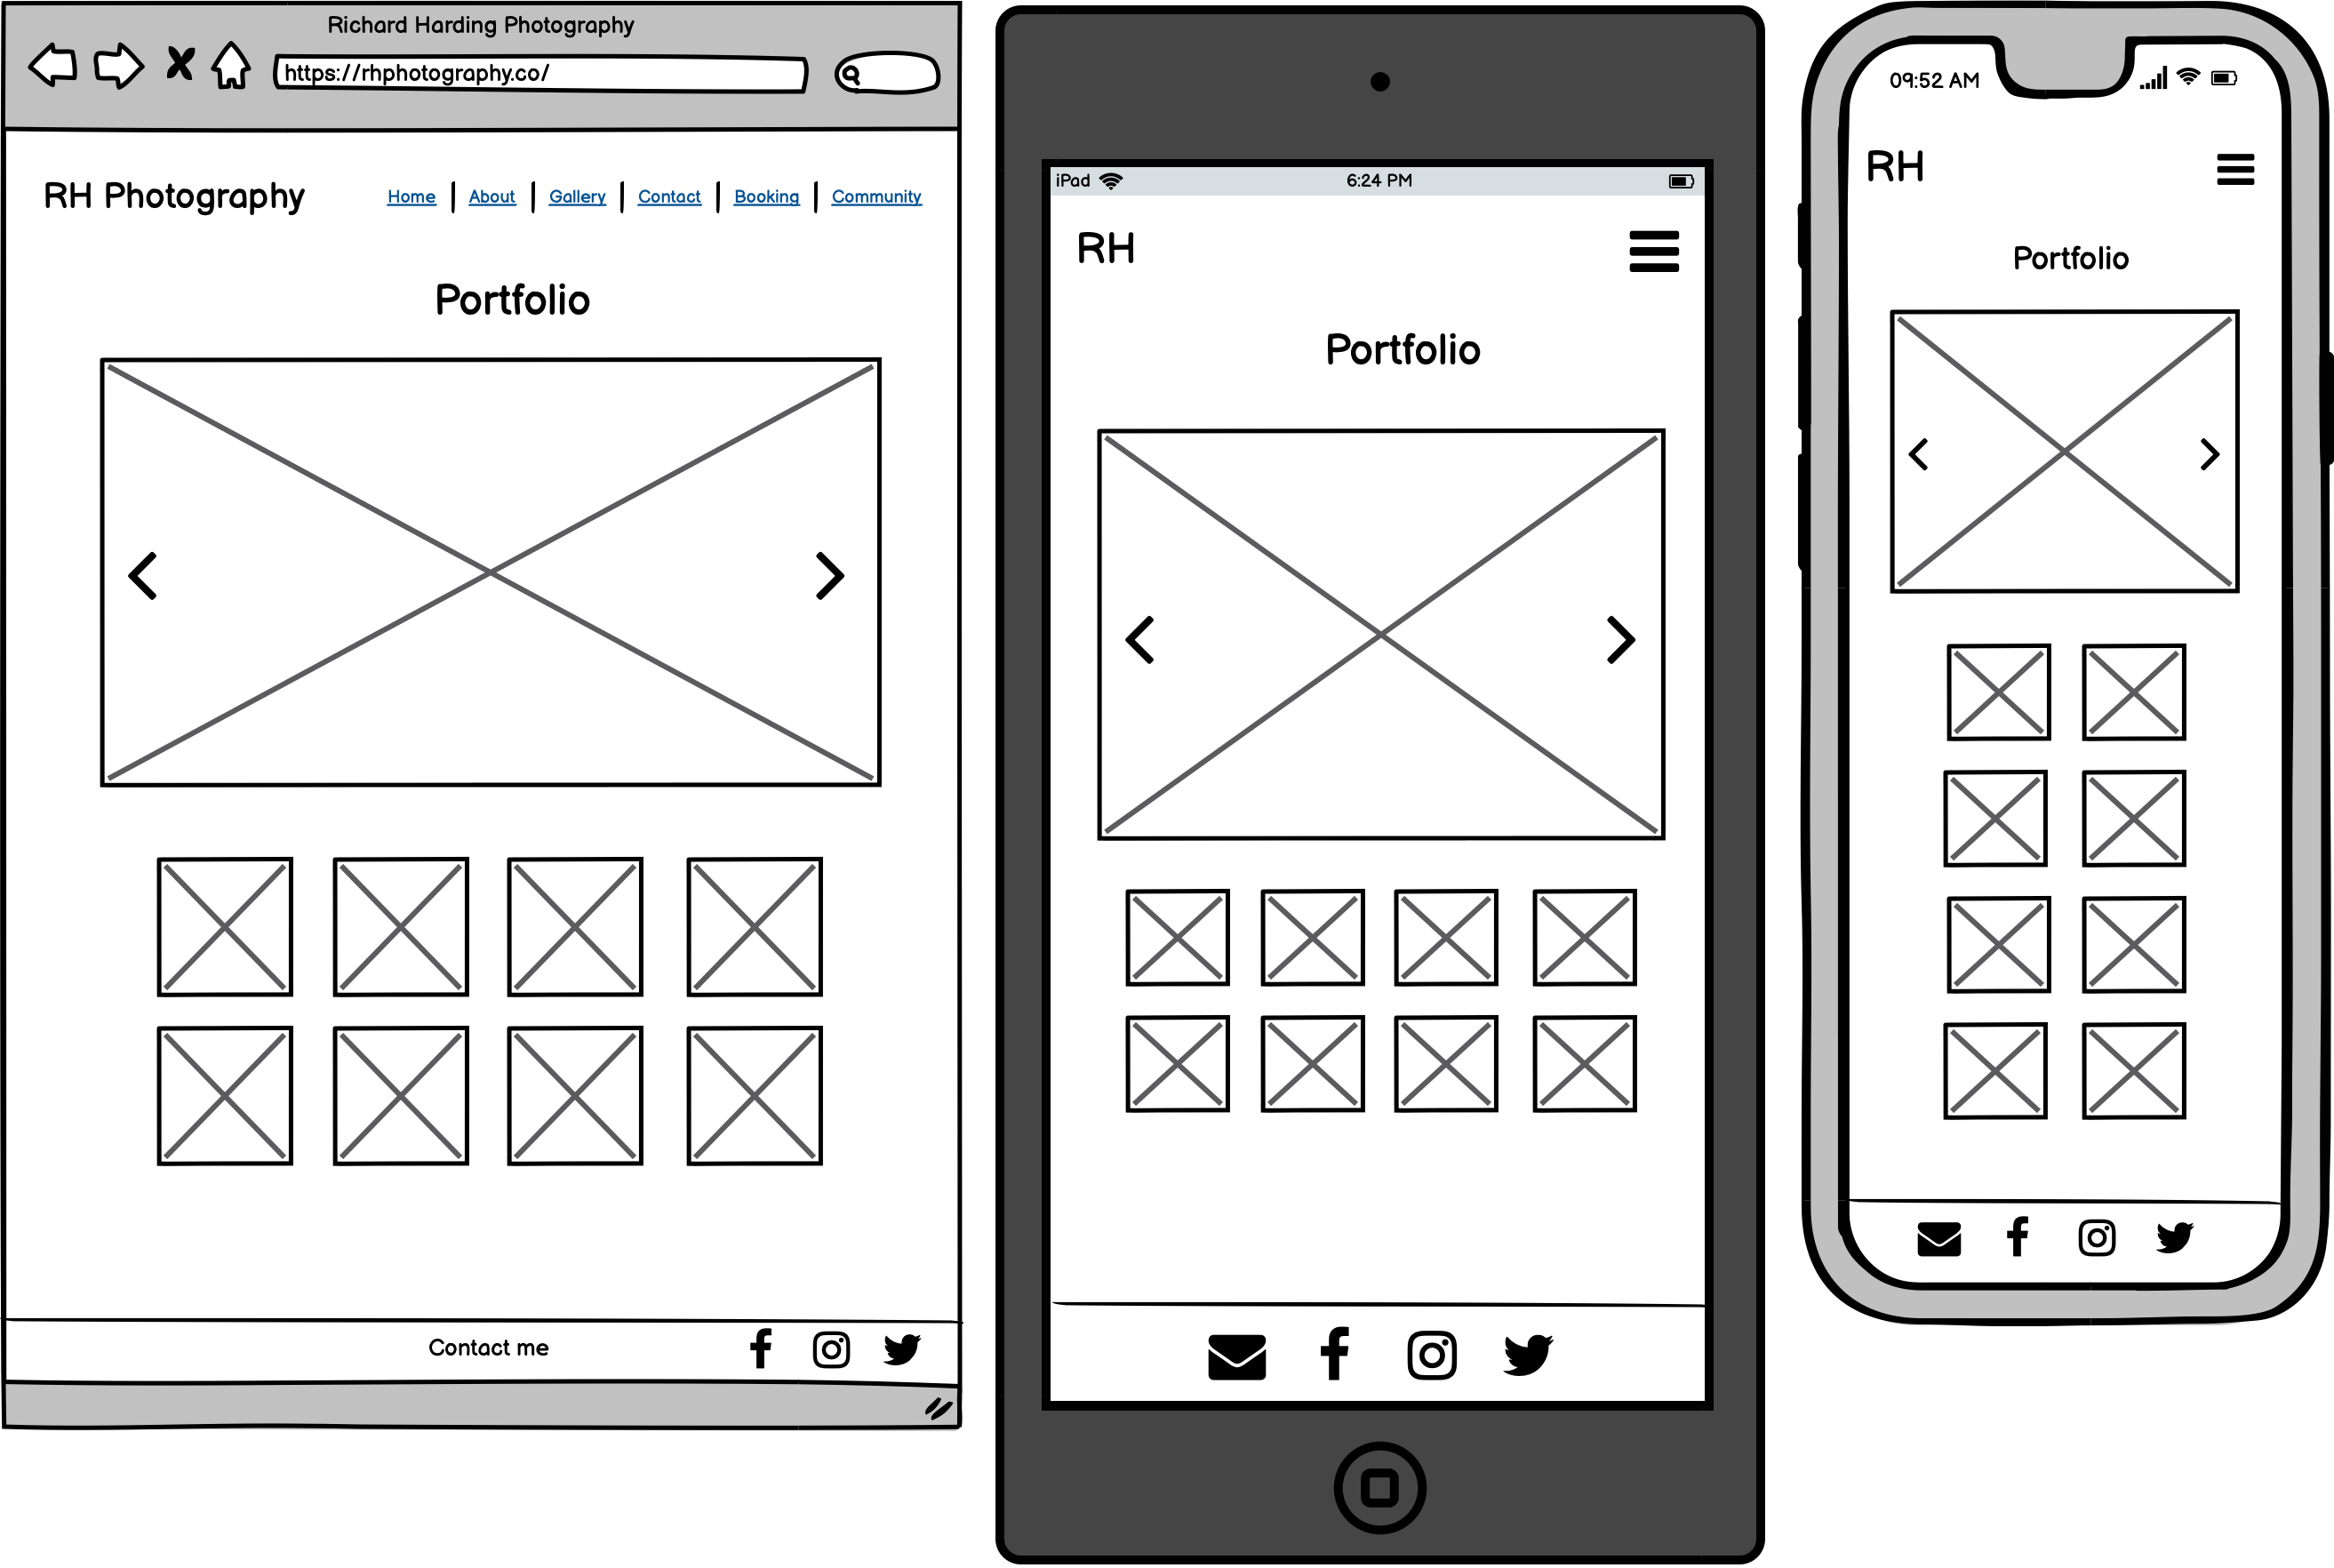 Richard Harding Photography
https://rhphotography.co/
RH Photography
Home | About | Gallery | Contact | Booking | Community
Portfolio
Contact me
iPad 6:24 PM
RH
Portfolio
09:52 AM
RH
Portfolio